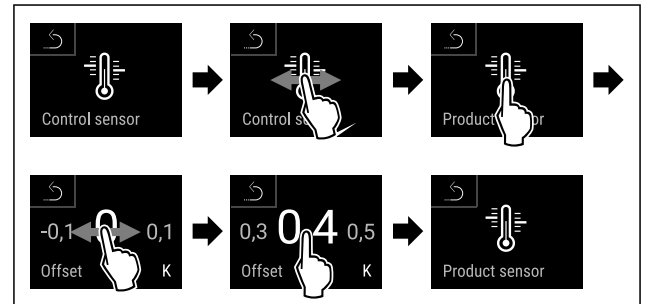 Control sensor
Control s
Product or
-0,1 0 0,1
Offset K
0,3 0,4 0,5
Offset K
Product sensor